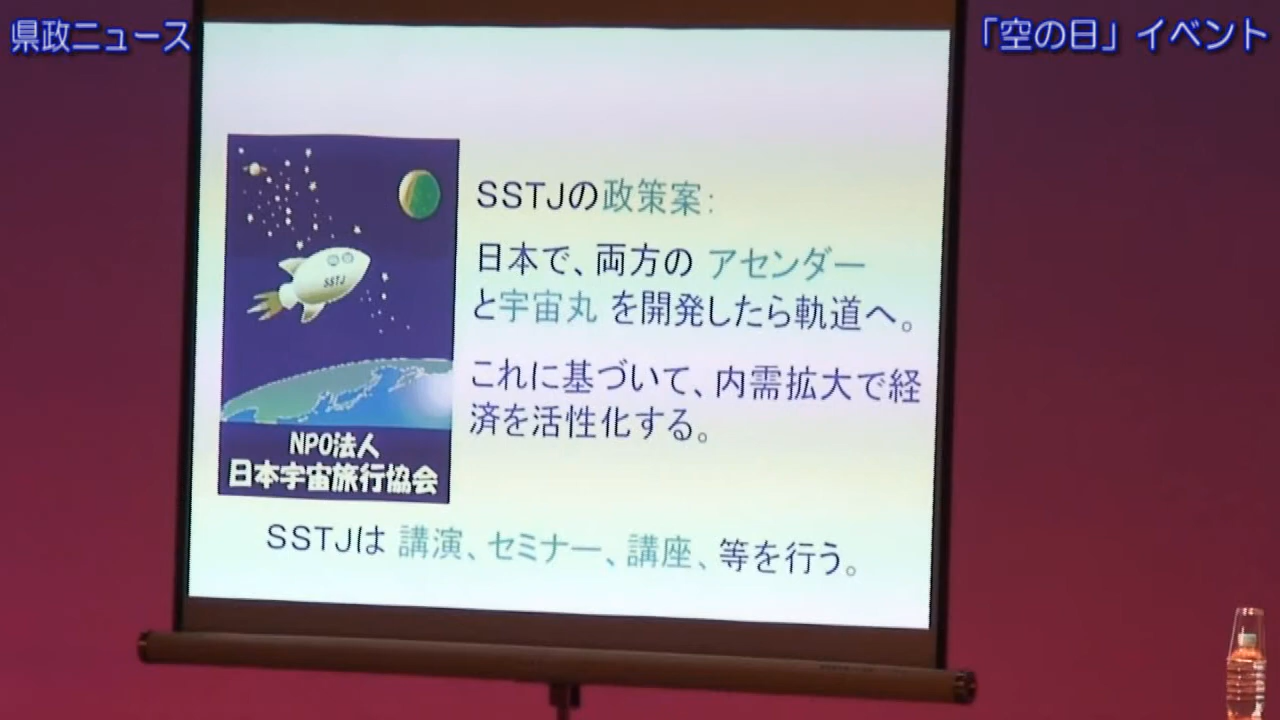 県政ニュース
「空の日」イベント
SSTJの政策案:
日本で、両方の アセンダー
と宇宙丸 を開発したら軌道へ。
これに基づいて、内需拡大で経
済を活性化する。
SSTJ
NPO法人
日本宇宙旅行協会
SSTJは 講演、セミナー、講座、等を行う。